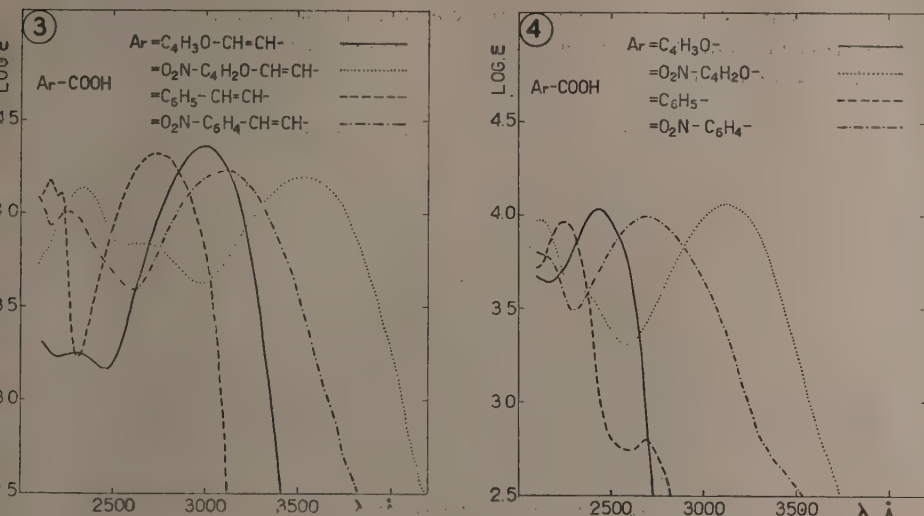 3
LOG E
Ar=C₄H₃O-CH=CH-
Ar-COOH
=O₂N-C₄H₂O-CH=CH-
=C₆H₅-CH=CH-
=O₂N-C₆H₄-CH=CH-
2500 3000 3500 λ
4
LOG. E
Ar=C₄H₃O-
Ar-COOH
=O₂N-C₄H₂O-
=C₆H₅-
=O₂N-C₆H₄-
4.5
4.0
3.5
3.0
2.5
2500 3000 3500 λ Å